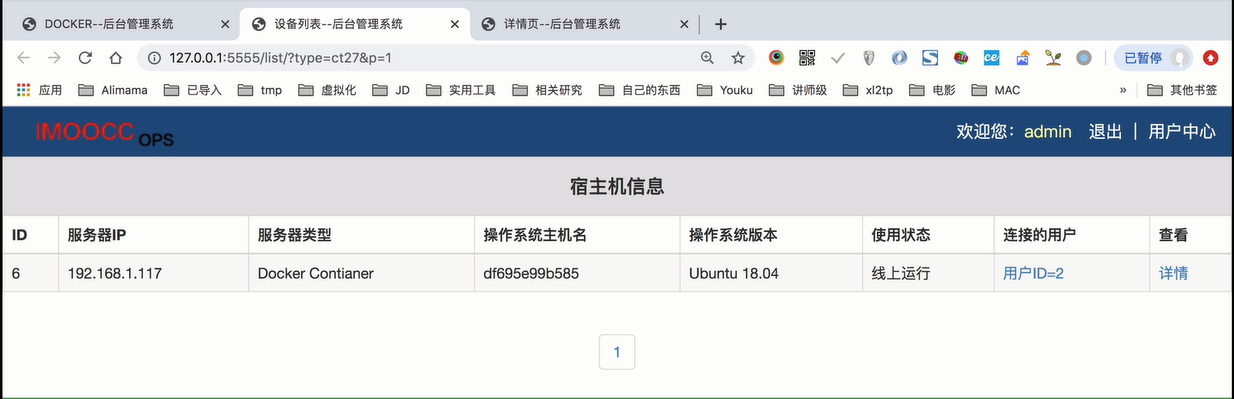 DOCKER--后台管理系统 设备列表--后台管理系统 详情页--后台管理系统
127.0.0.1:5555/list/?type=ct27&p=1 已暂停
应用 Alimama 已导入 tmp 虚拟化 JD 实用工具 相关研究 自己的东西 Youku 讲师级 xl2tp 电影 MAC » 其他书签
IMOOCC OPS 欢迎您：admin 退出 | 用户中心
宿主机信息
ID 服务器IP 服务器类型 操作系统主机名 操作系统版本 使用状态 连接的用户 查看
6 192.168.1.117 Docker Contianer df695e99b585 Ubuntu 18.04 线上运行 用户ID=2 详情
1